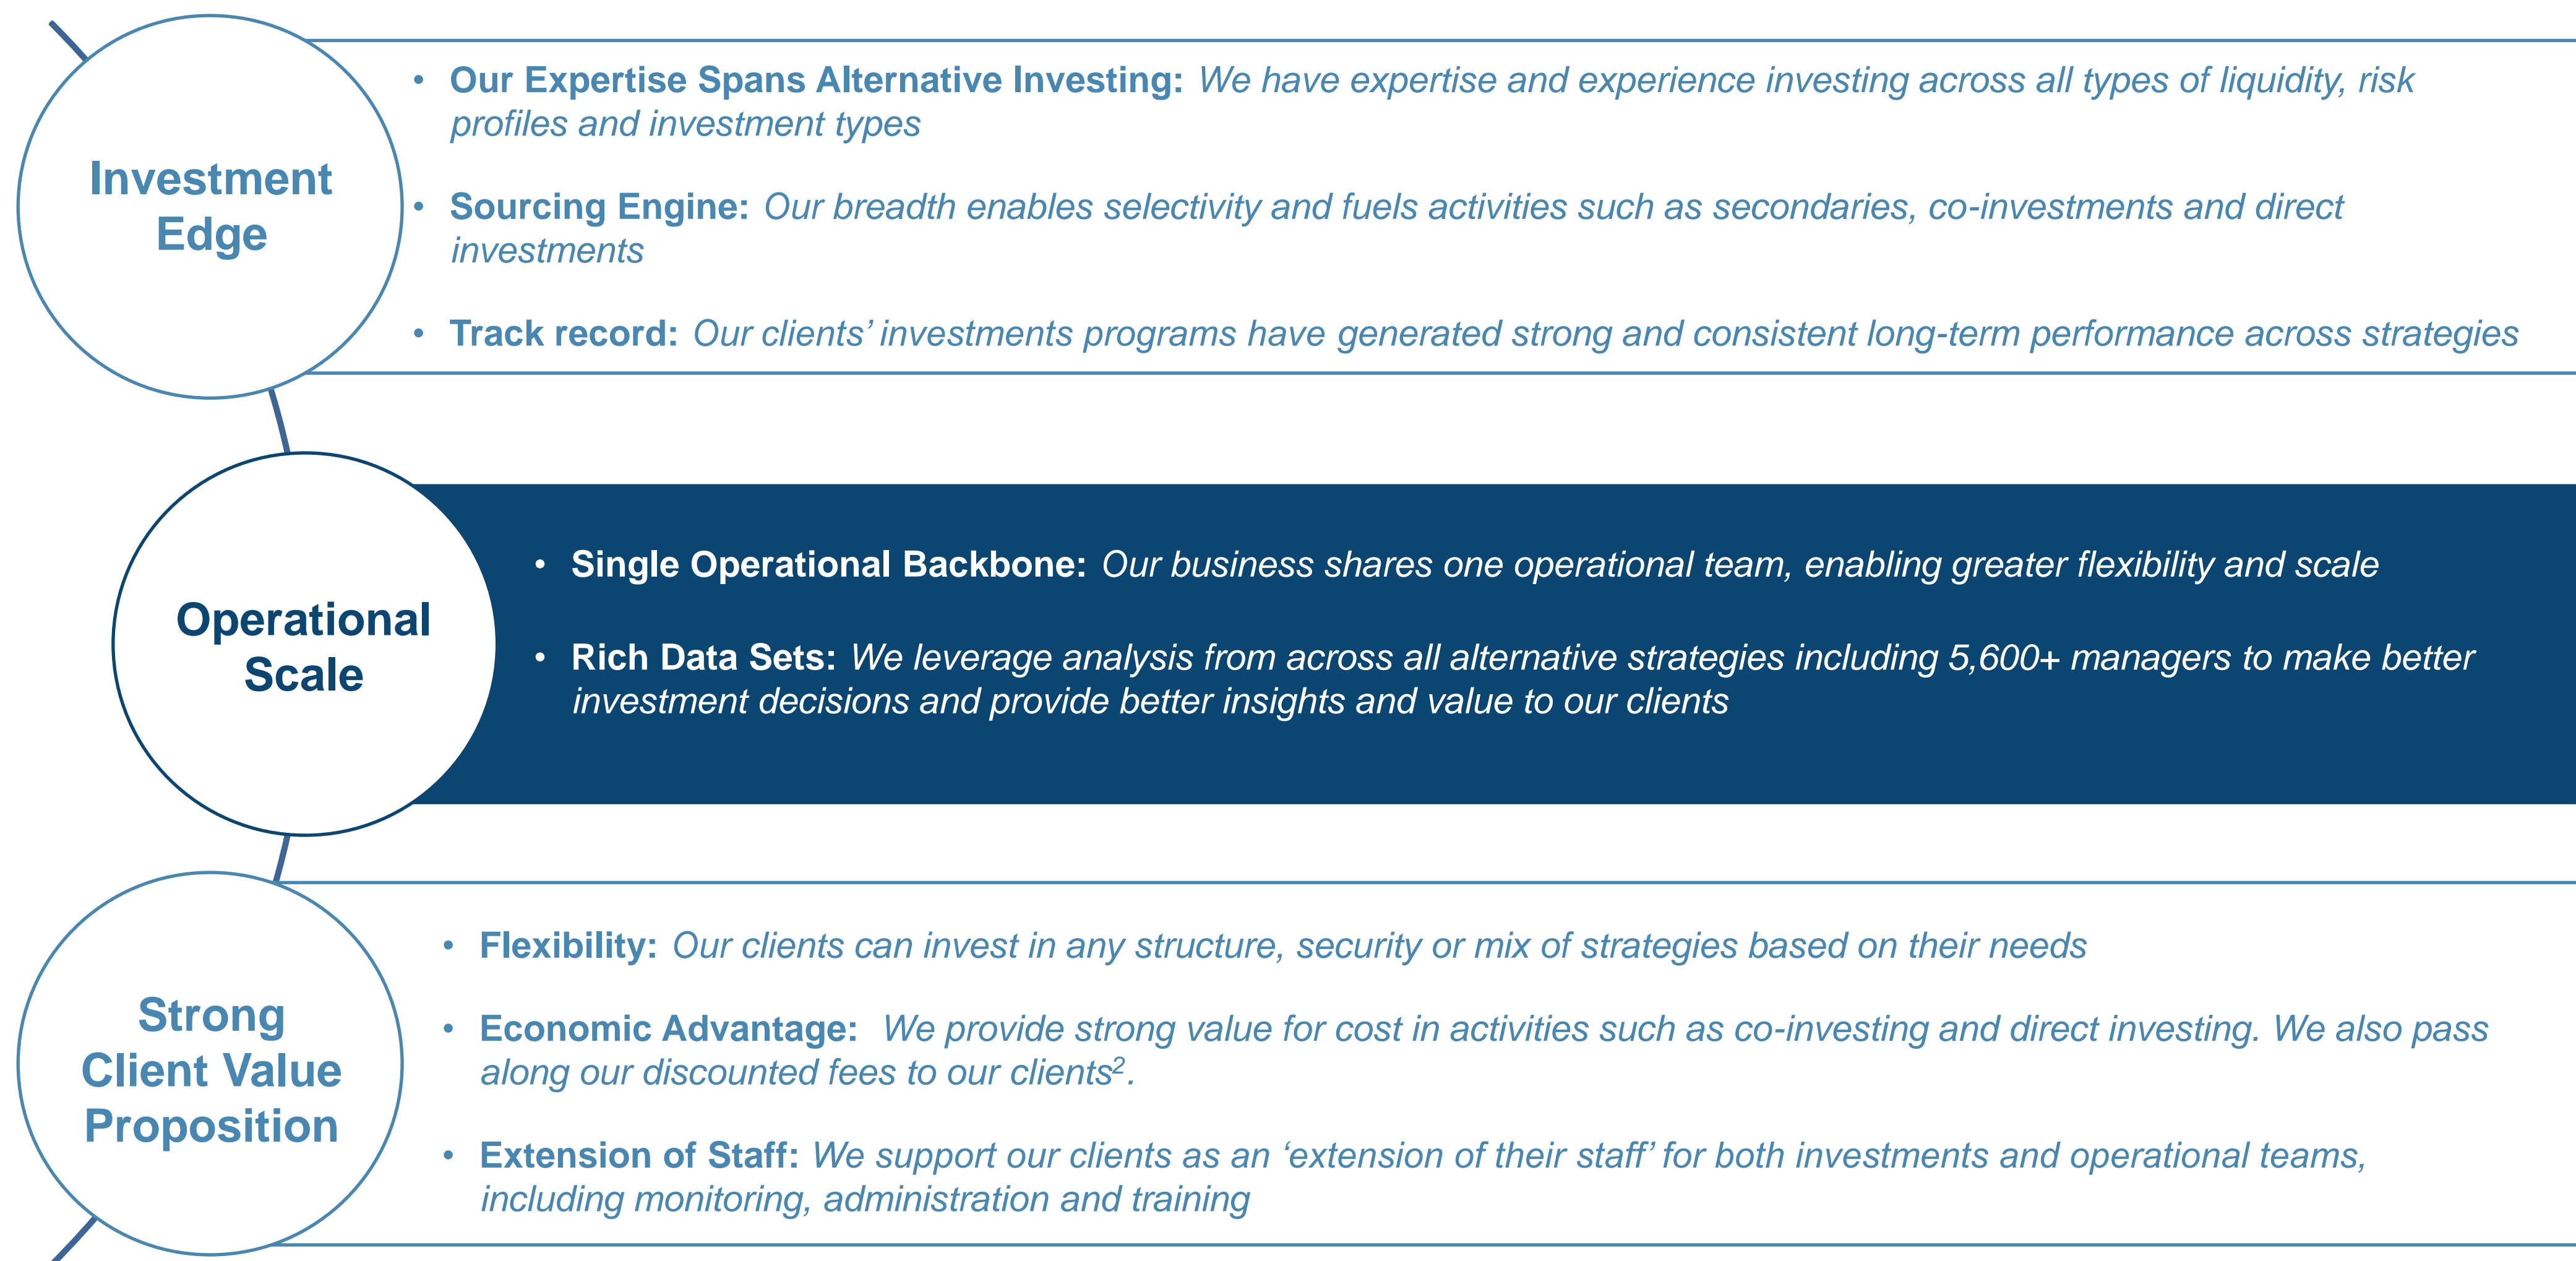 Investment
Edge
• Our Expertise Spans Alternative Investing: We have expertise and experience investing across all types of liquidity, risk
profiles and investment types
• Sourcing Engine: Our breadth enables selectivity and fuels activities such as secondaries, co-investments and direct
investments
• Track record: Our clients’ investments programs have generated strong and consistent long-term performance across strategies
Operational
Scale
• Single Operational Backbone: Our business shares one operational team, enabling greater flexibility and scale
• Rich Data Sets: We leverage analysis from across all alternative strategies including 5,600+ managers to make better
investment decisions and provide better insights and value to our clients
Strong
Client Value
Proposition
• Flexibility: Our clients can invest in any structure, security or mix of strategies based on their needs
• Economic Advantage: We provide strong value for cost in activities such as co-investing and direct investing. We also pass
along our discounted fees to our clients².
• Extension of Staff: We support our clients as an ‘extension of their staff’ for both investments and operational teams,
including monitoring, administration and training